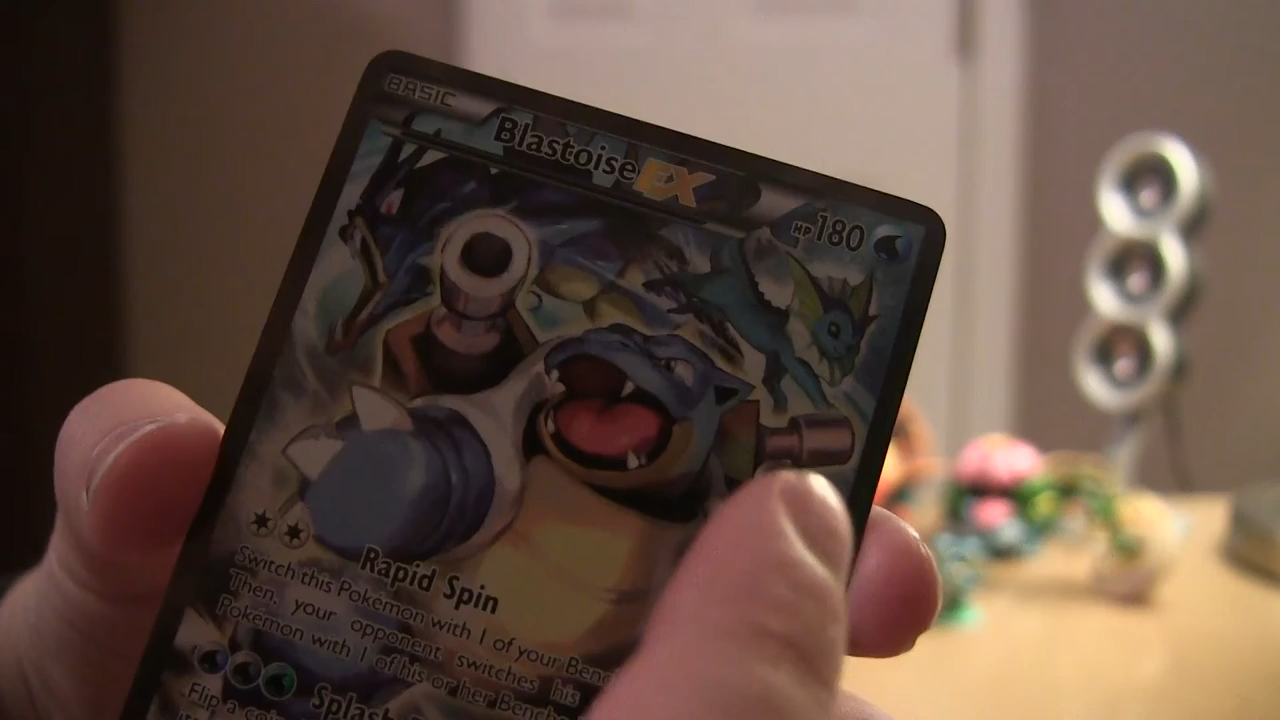 BASIC
Blastoise EX
HP 180
Rapid Spin
Switch this Pokémon with 1 of your
Then, your opponent switches his
Pokémon with 1 of his or her
Splash
Flip a